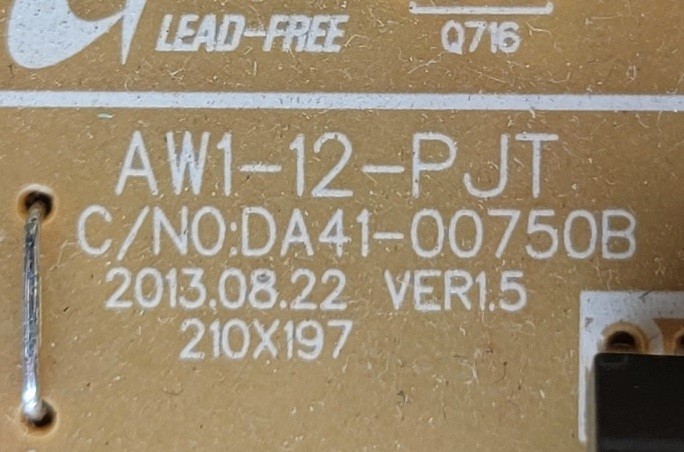 LEAD-FREE
Q716
AW1-12-PJT
C/NO:DA41-00750B
2013.08.22 VER1.5
210X197